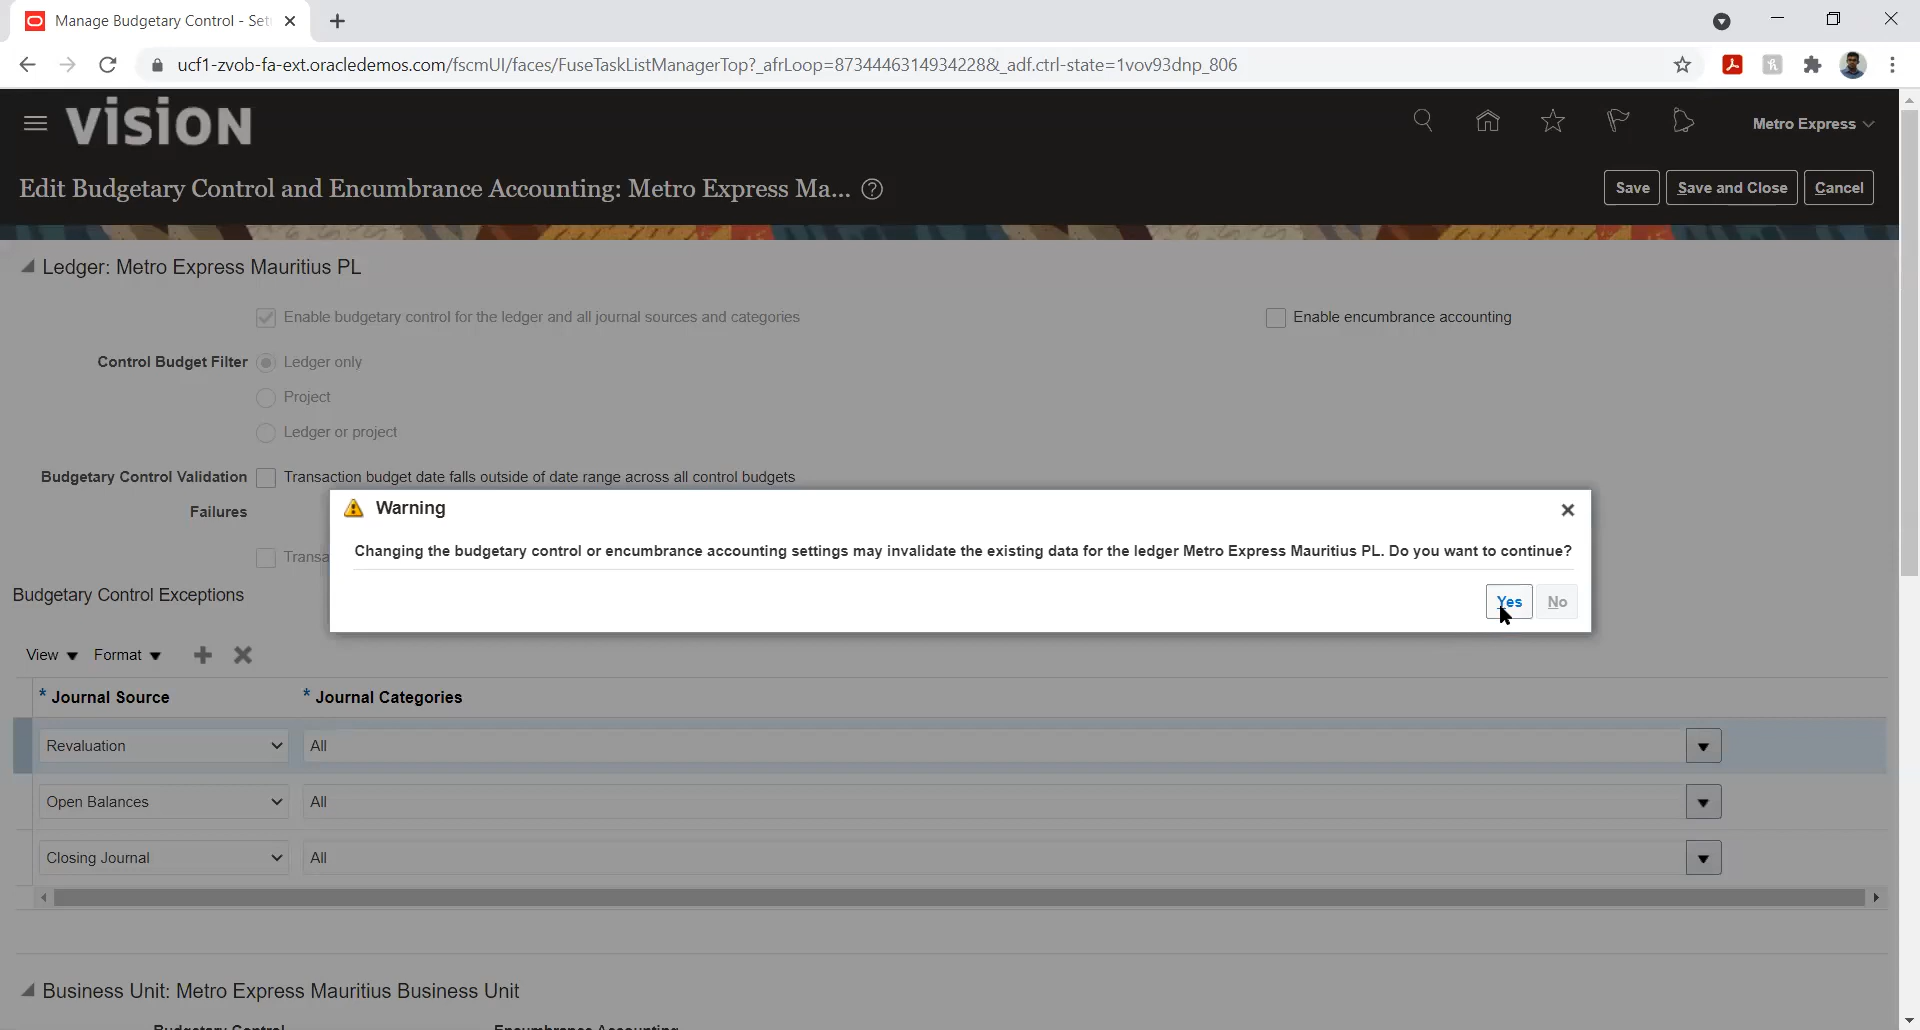 Manage Budgetary Control - Set
ucf1-zvob-fa-ext.oracledemos.com/fscmUI/faces/FuseTaskListManagerTop?_afrLoop=87344463149342288&_adf.ctrl-state=1vov93dnp_806
VISION
Metro Express
Edit Budgetary Control and Encumbrance Accounting: Metro Express Ma... ?
Save Save and Close Cancel
Ledger: Metro Express Mauritius PL
Enable budgetary control for the ledger and all journal sources and categories
Enable encumbrance accounting
Control Budget Filter Ledger only
Project
Ledger or project
Budgetary Control Validation Transaction budget date falls outside of date range across all control budgets
Failures
Transa
Warning
Changing the budgetary control or encumbrance accounting settings may invalidate the existing data for the ledger Metro Express Mauritius PL. Do you want to continue?
Yes No
Budgetary Control Exceptions
View Format
* Journal Source * Journal Categories
Revaluation All
Open Balances All
Closing Journal All
Business Unit: Metro Express Mauritius Business Unit
Budgetary Control Encumbrance Accounting